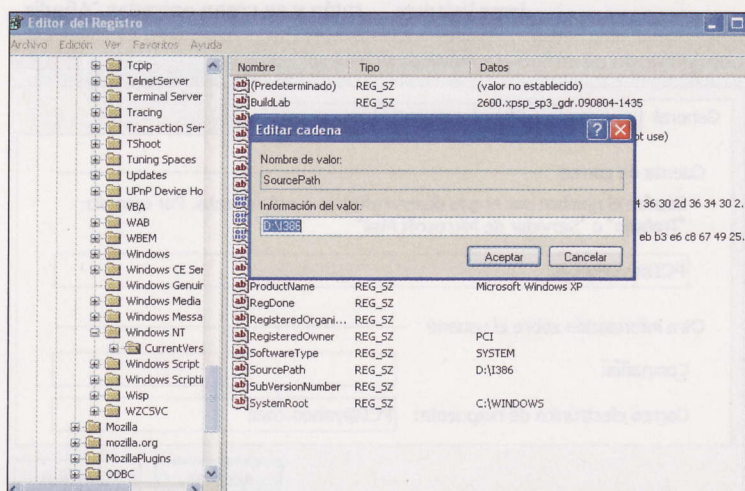 Editor del Registro
Archivo Edición Ver Favoritos Ayuda
Tcpip
TelnetServer
Terminal Server
Tracing
Transaction Ser
TShoot
Tuning Spaces
Updates
UPnP Device Ho
VBA
WAB
WBEM
Windows
Windows CE Ser
Windows Genuin
Windows Media
Windows Messa
Windows NT
CurrentVers
Windows Script
Windows Scripti
Wisp
WZCSVC
Mozilla
mozilla.org
MozillaPlugins
ODBC
Nombre Tipo Datos
(Predeterminado) REG_SZ (valor no establecido)
BuildLab REG_SZ 2600.xpsp_sp3_gdr.090804-1435
ot use)
4 36 30 2d 36 34 30 2.
eb b3 e6 c8 67 49 25.
Editar cadena
Nombre de valor:
SourcePath
Información del valor:
D:\I386
Aceptar Cancelar
ProductName REG_SZ Microsoft Windows XP
RegDone REG_SZ
RegisteredOrgani... REG_SZ
RegisteredOwner REG_SZ PCI
SoftwareType REG_SZ SYSTEM
SourcePath REG_SZ D:\I386
SubVersionNumber REG_SZ
SystemRoot REG_SZ C:\WINDOWS